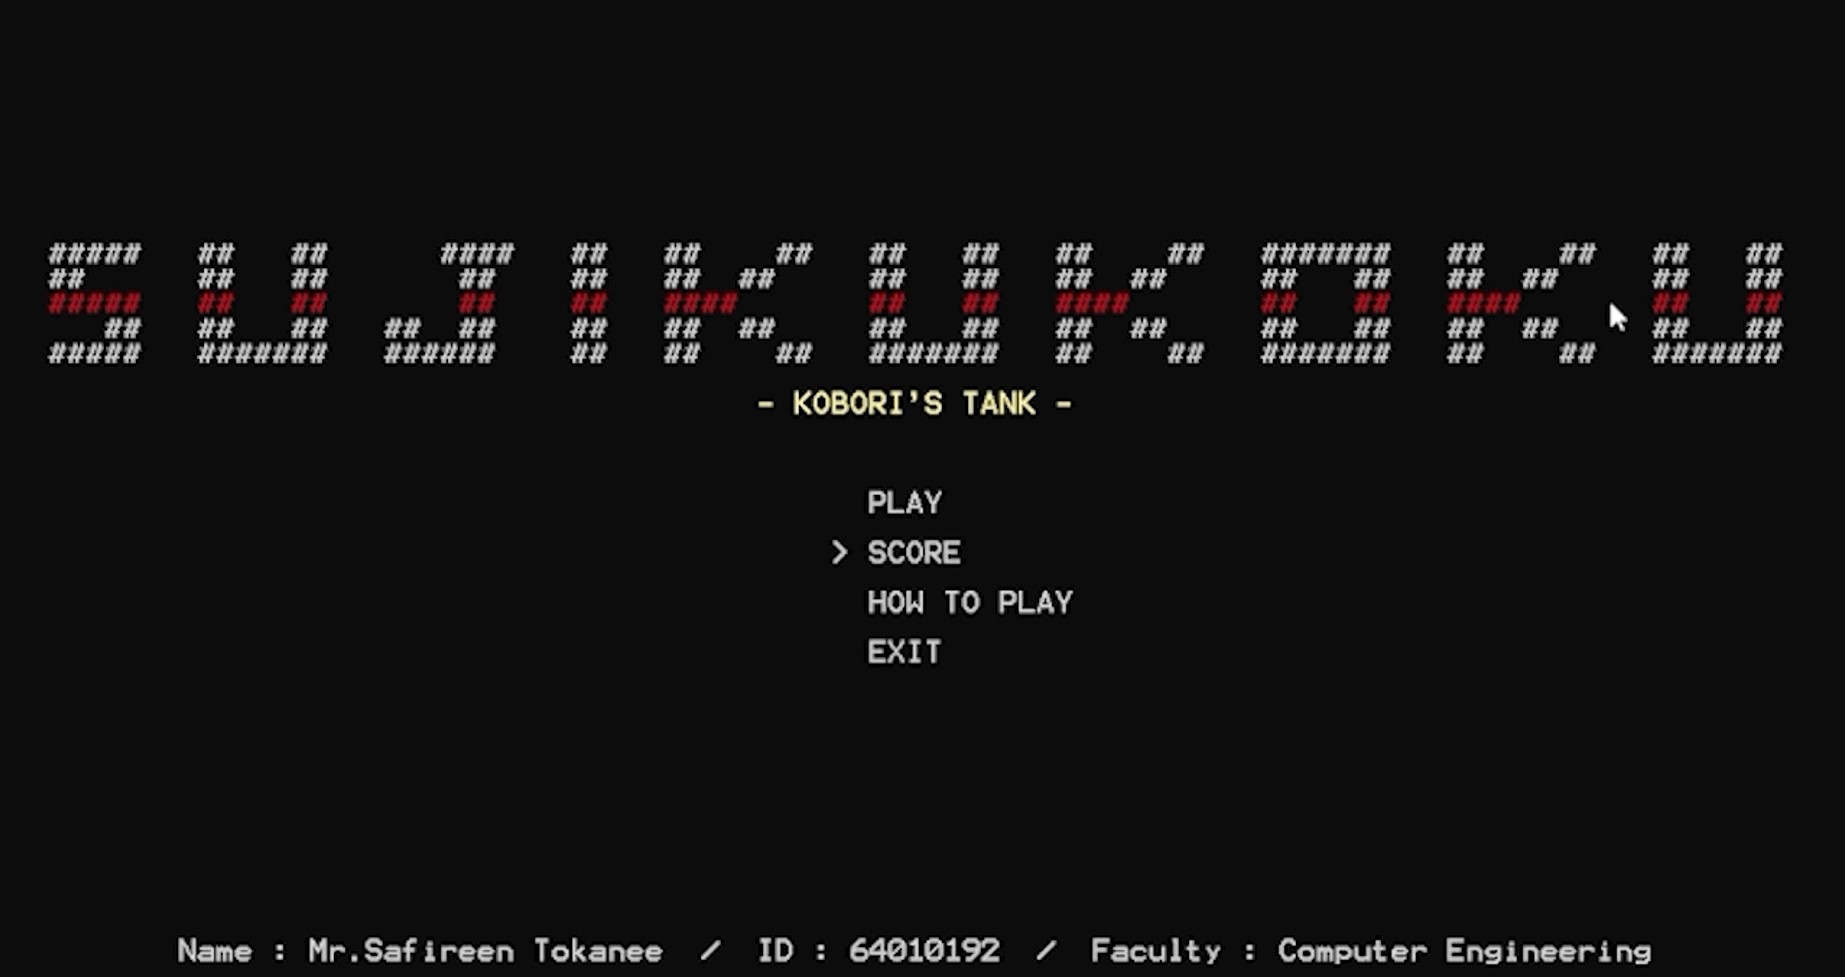 SUJIKUKOKU
- KOBORI'S TANK -
PLAY
> SCORE
HOW TO PLAY
EXIT
Name : Mr.Safireen Tokanee / ID : 64010192 / Faculty : Computer Engineering